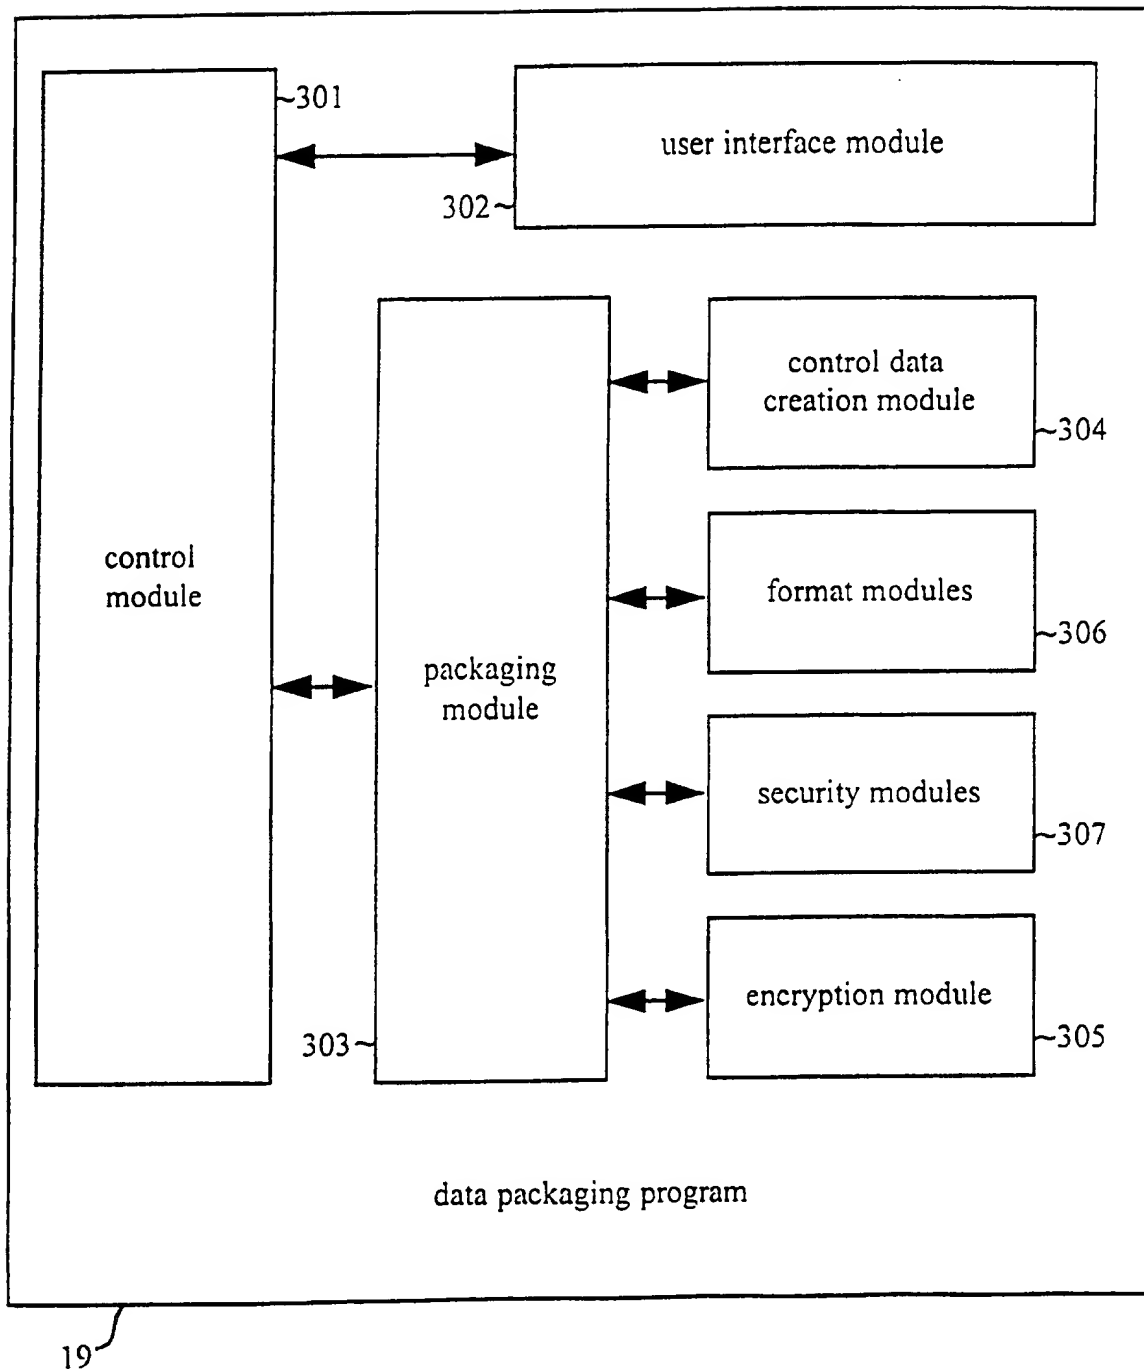 301
user interface module
302
control data
creation module
304
control
module
format modules
306
packaging
module
security modules
307
encryption module
303
305
data packaging program
19